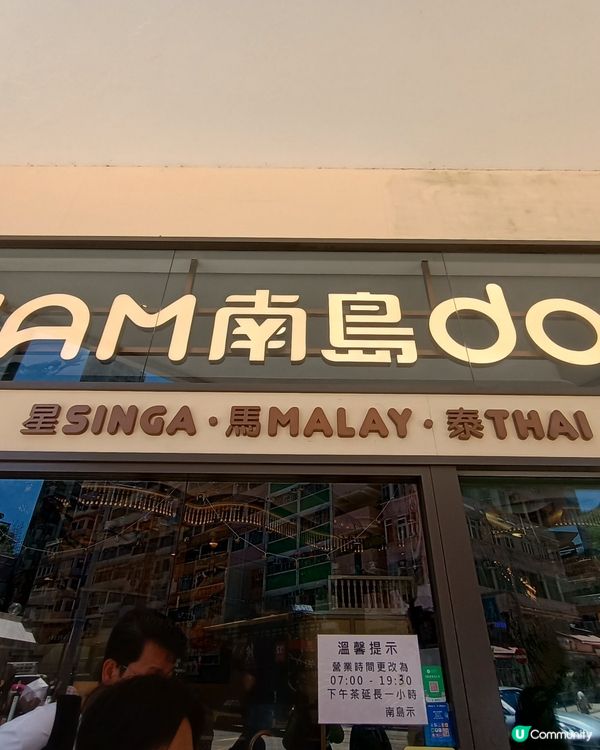 AM南島do
星SINGA·馬MALAY·泰THAI
溫馨提示
營業時間更改為
07:00 - 19:30
下午茶延長一小時
南島示
U Community